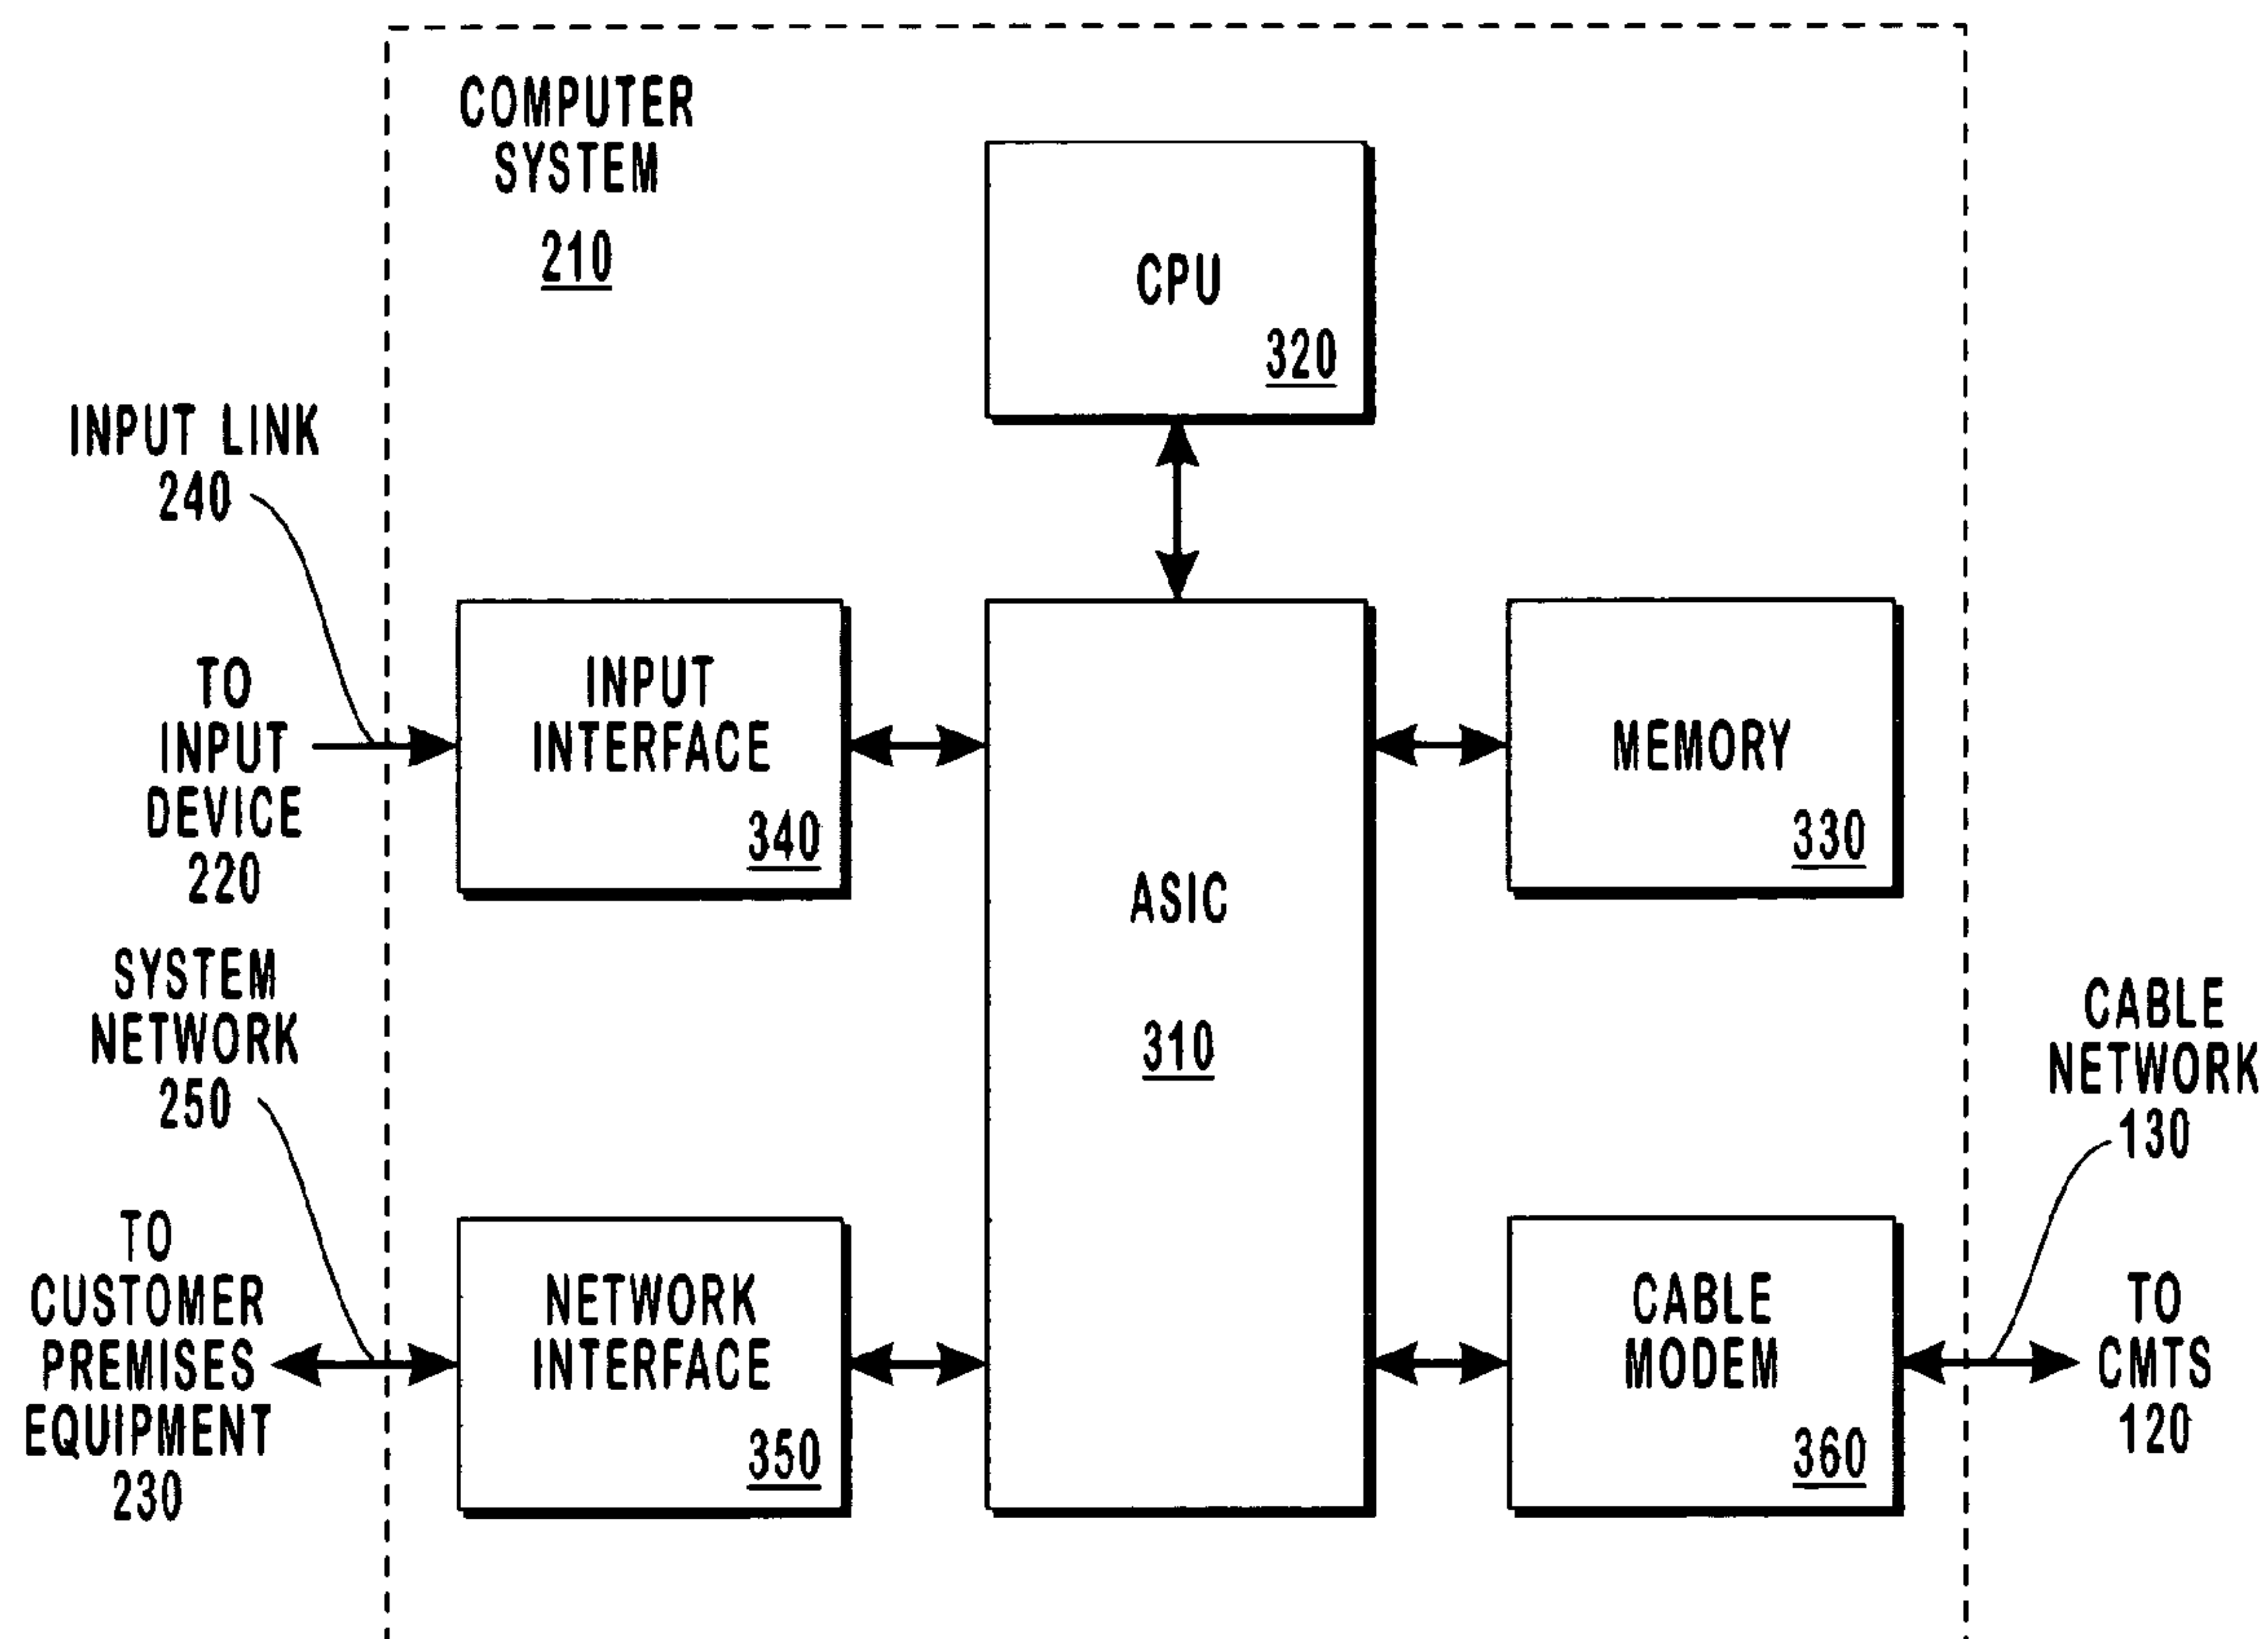 COMPUTER
SYSTEM
210
CPU
320
INPUT LINK
240
TO
INPUT
DEVICE
220
INPUT
INTERFACE
340
MEMORY
330
ASIC
310
SYSTEM
NETWORK
250
TO
CUSTOMER
PREMISES
EQUIPMENT
230
NETWORK
INTERFACE
350
CABLE
MODEM
360
CABLE
NETWORK
130
TO
CMTS
120